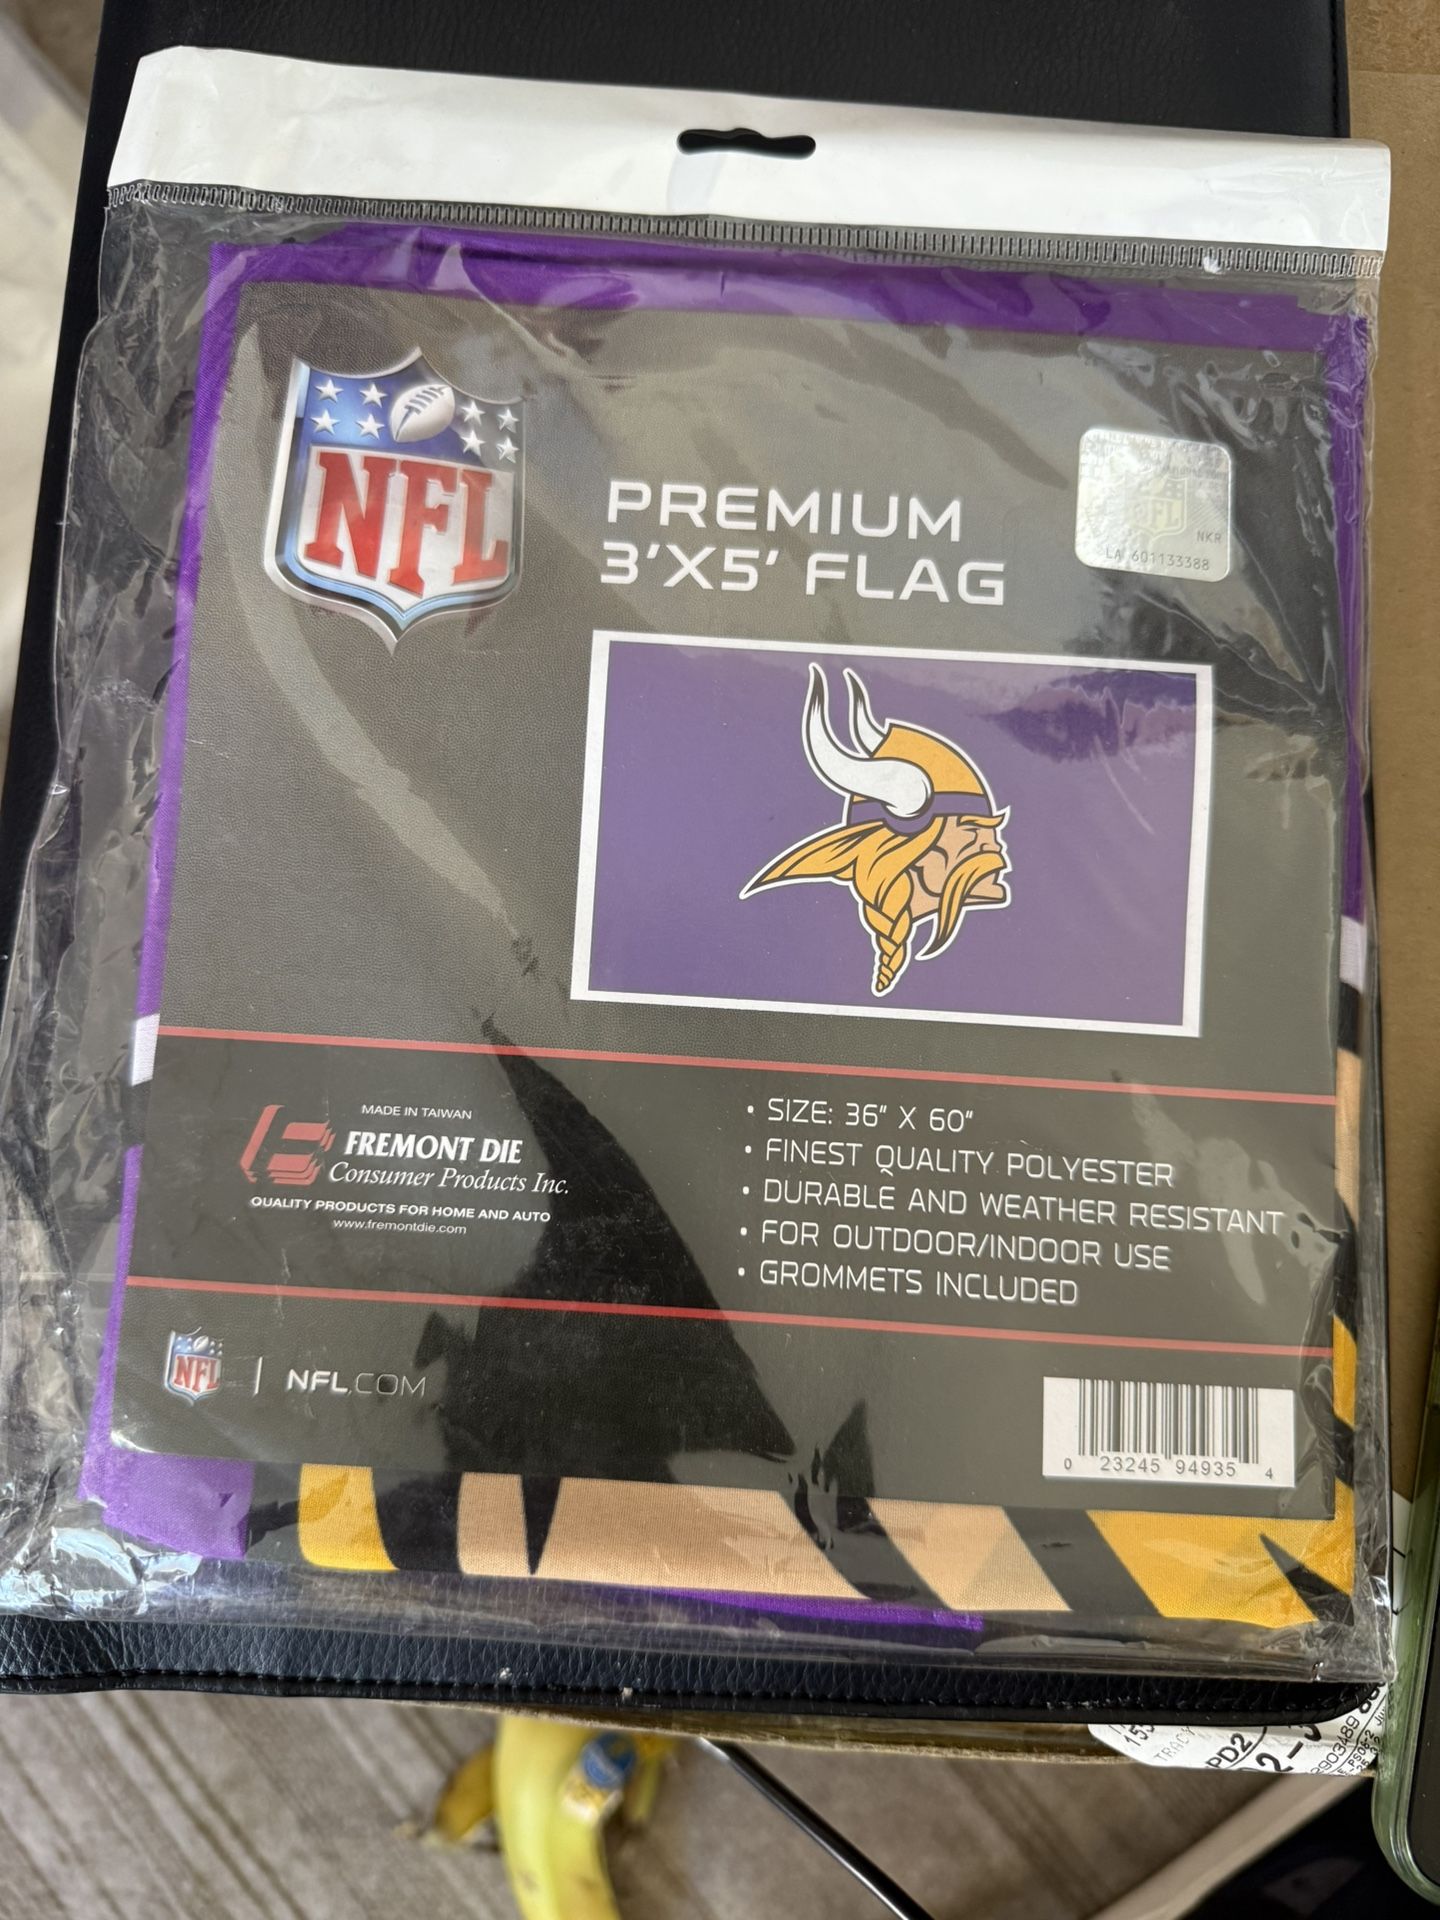 NFL
PREMIUM
3'X5' FLAG
NFL
NKR
LA 601133388
MADE IN TAIWAN
FREMONT DIE
Consumer Products Inc.
QUALITY PRODUCTS FOR HOME AND AUTO
www.fremontdie.com
• SIZE: 36" X 60"
• FINEST QUALITY POLYESTER
• DURABLE AND WEATHER RESISTANT
• FOR OUTDOOR/INDOOR USE
• GROMMETS INCLUDED
NFL | NFL.COM
0 23245 94935 4